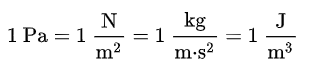 1 Pa = 1 N/m² = 1 kg/m·s² = 1 J/m³